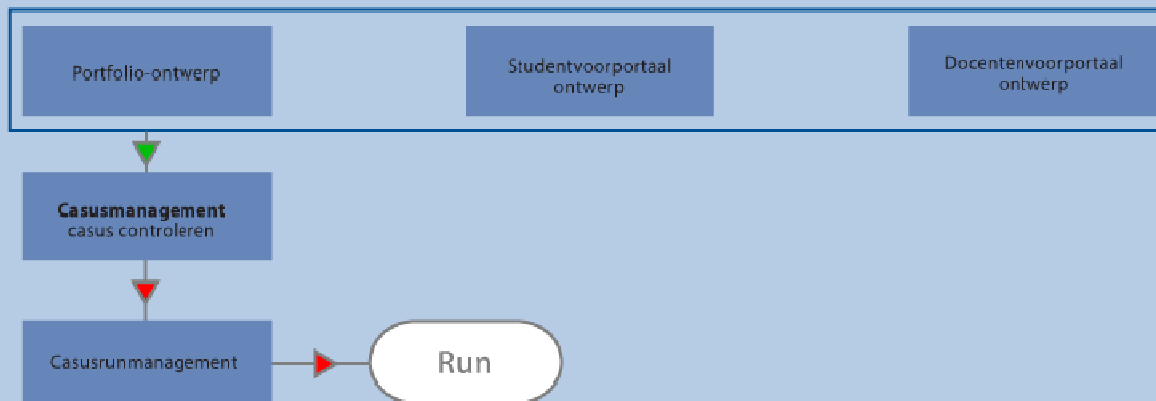 Portfolio-ontwerp
Studentvoorportaal
ontwerp
Docentenvoorportaal
ontwerp
Casusmanagement
casus controleren
Casusrunmanagement
Run